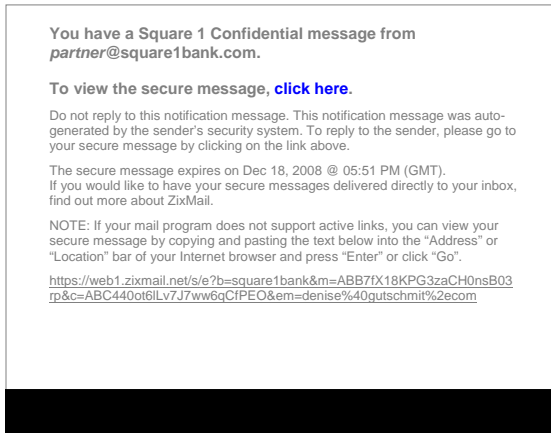 You have a Square 1 Confidential message from
partner@square1bank.com.
To view the secure message, click here.
Do not reply to this notification message. This notification message was auto-
generated by the sender's security system. To reply to the sender, please go to
your secure message by clicking on the link above.
The secure message expires on Dec 18, 2008 @ 05:51 PM (GMT).
If you would like to have your secure messages delivered directly to your inbox,
find out more about ZixMail.
NOTE: If your mail program does not support active links, you can view your
secure message by copying and pasting the text below into the “Address” or
“Location” bar of your Internet browser and press “Enter” or click “Go”.
https://web1.zixmail.net/s/e?b=square1bank&m=ABB7fX18KPG3zaCH0nsB03
rp&c=ABC440ot6lLv7J7ww6qCfPEO&em=denise%40gutschmit%2ecom